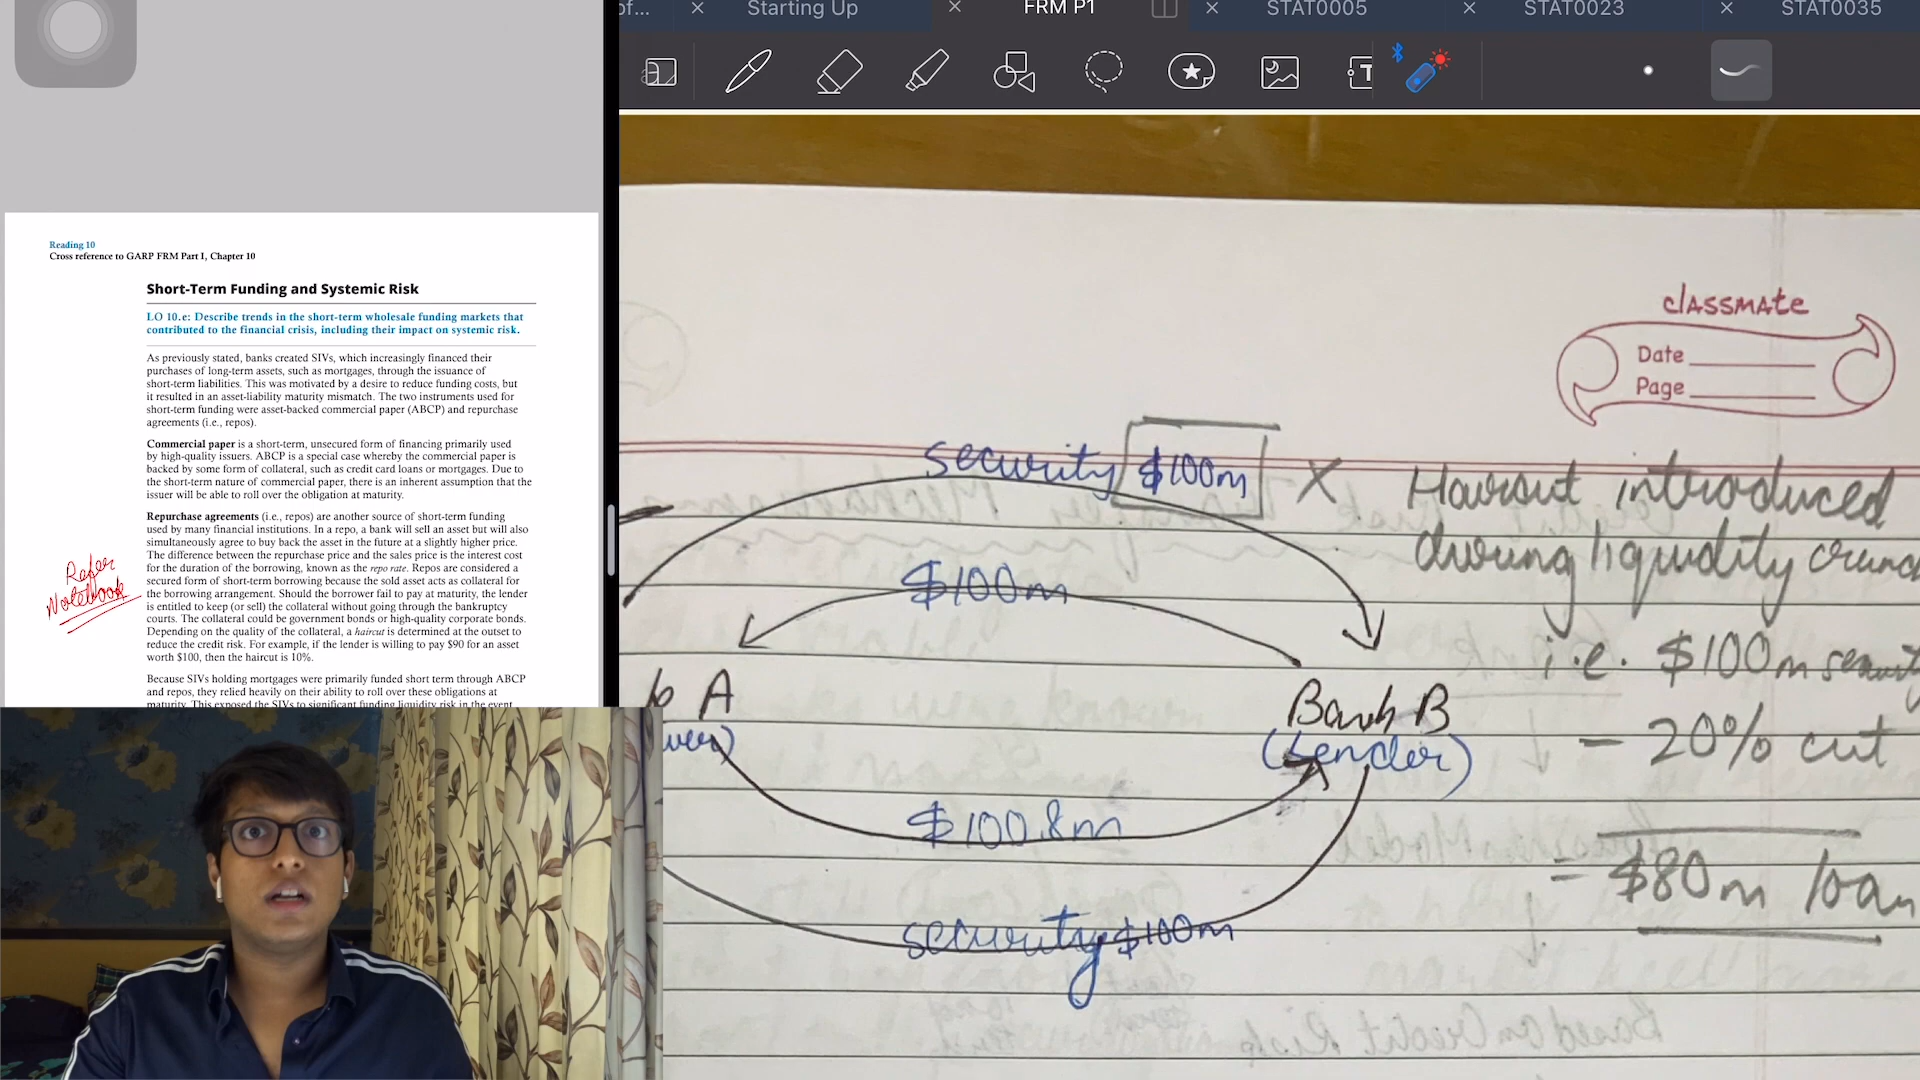 of...
Starting Up
FRM P1
STAT0005
STAT0023
STAT0035
Reading 10
Cross reference to GARP FRM Part I, Chapter 10
Short-Term Funding and Systemic Risk
LO 10.e: Describe trends in the short-term wholesale funding markets that
contributed to the financial crisis, including their impact on systemic risk.
As previously stated, banks created SIVs, which increasingly financed their
purchases of long-term assets, such as mortgages, through the issuance of
short-term liabilities. This was motivated by a desire to reduce funding costs, but
it resulted in an asset-liability maturity mismatch. The two instruments used for
short-term funding were asset-backed commercial paper (ABCP) and repurchase
agreements (i.e., repos).
Commercial paper is a short-term, unsecured form of financing primarily used
by high-quality issuers. ABCP is a special case whereby the commercial paper is
backed by some form of collateral, such as credit card loans or mortgages. Due to
the short-term nature of commercial paper, there is an inherent assumption that the
issuer will be able to roll over the obligation at maturity.
Repurchase agreements (i.e., repos) are another source of short-term funding
used by many financial institutions. In a repo, a bank will sell an asset but will also
simultaneously agree to buy back the asset in the future at a slightly higher price.
The difference between the repurchase price and the sales price is the interest cost
for the duration of the borrowing, known as the repo rate. Repos are considered a
secured form of short-term borrowing because the sold asset acts as collateral for
the borrowing arrangement. Should the borrower fail to pay at maturity, the lender
is entitled to keep (or sell) the collateral without going through the bankruptcy
courts. The collateral could be government bonds or high-quality corporate bonds.
Depending on the quality of the collateral, a haircut is determined at the outset to
reduce the credit risk. For example, if the lender is willing to pay $90 for an asset
worth $100, then the haircut is 10%.
Because SIVs holding mortgages were primarily funded short term through ABCP
and repos, they relied heavily on their ability to roll over these obligations at
maturity. This exposed the SIVs to significant funding liquidity risk in the event
Refer
Notebook
classmate
Date
Page
security $100m
X Haircut introduced
during liquidity crunc
$100m
i.e. $100m security
- 20% cut
= $80m loan
A
Bank B
(Lender)
$100.8m
security $100m